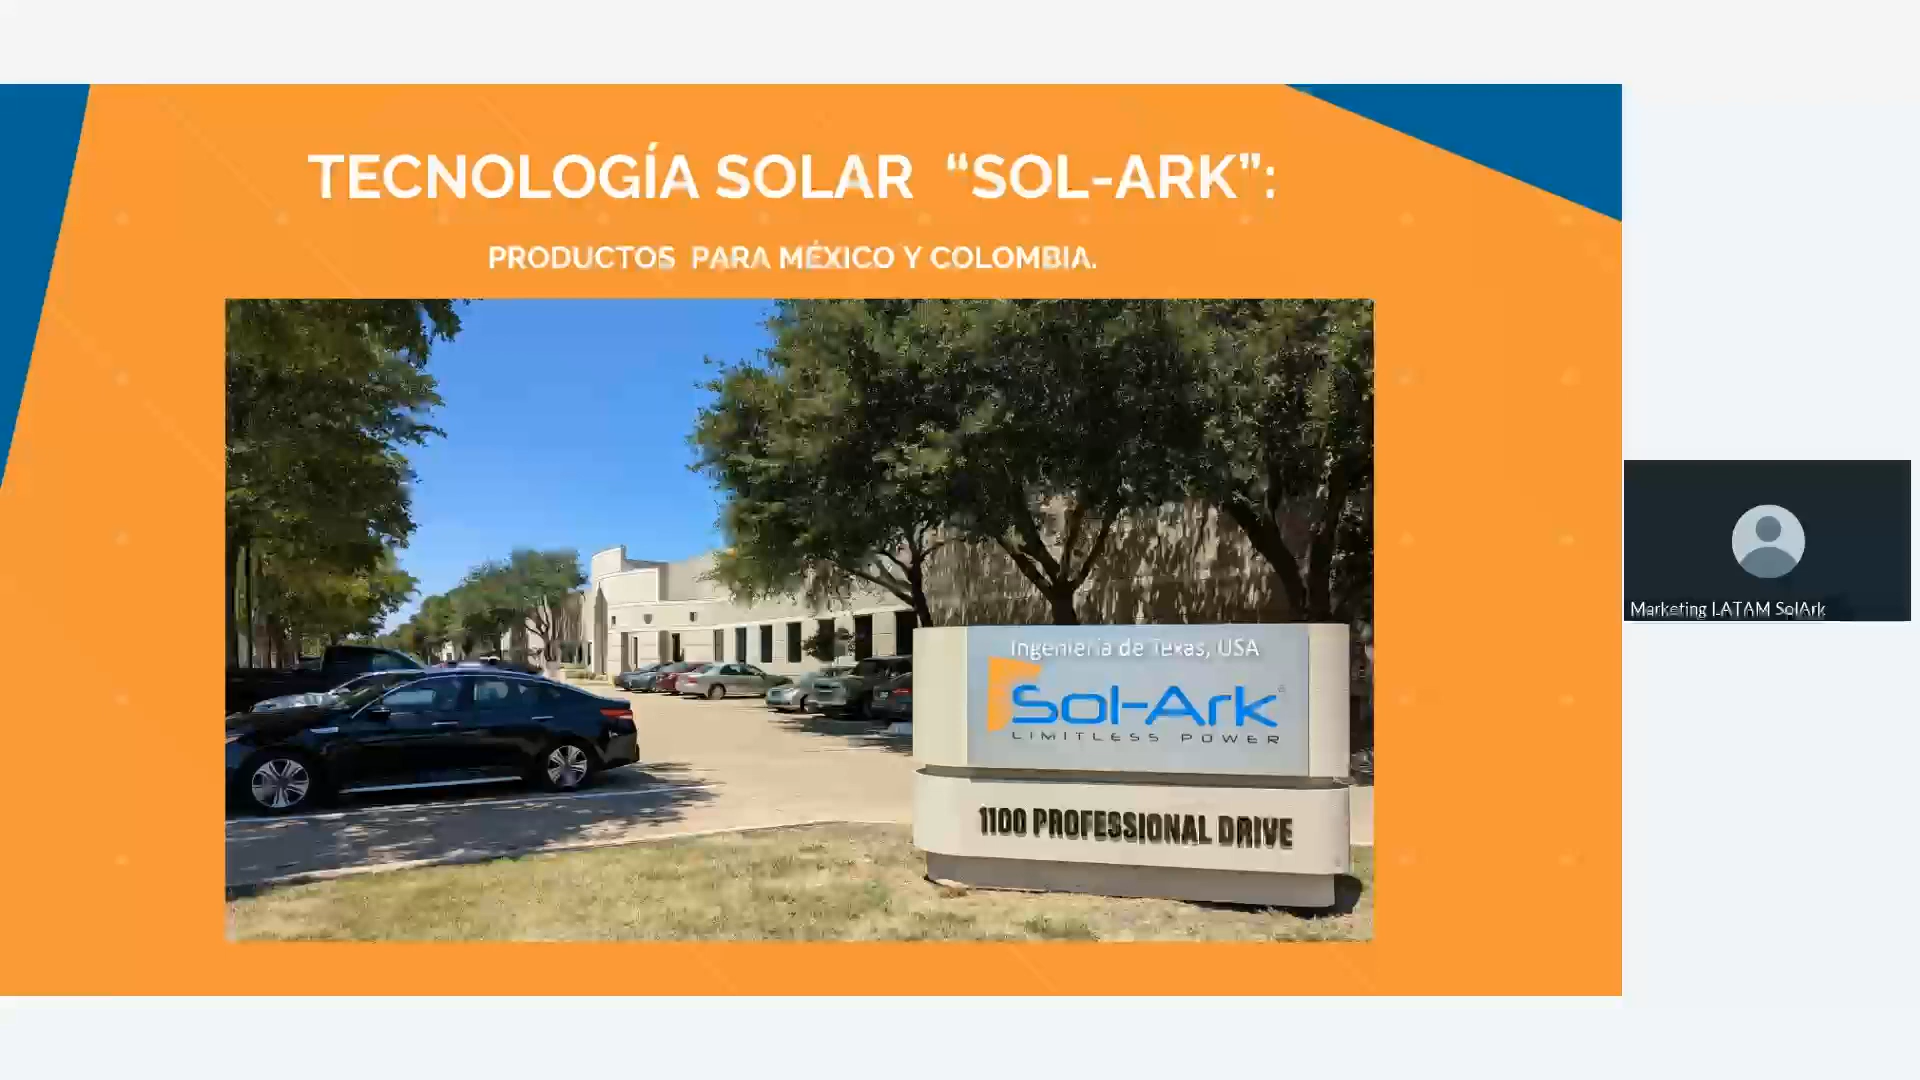 TECNOLOGÍA SOLAR “SOL-ARK”:
PRODUCTOS PARA MÉXICO Y COLOMBIA.
Ingeniería de Texas, USA
Sol-Ark®
LIMITLESS POWER
1100 PROFESSIONAL DRIVE
Marketing LATAM SolArk